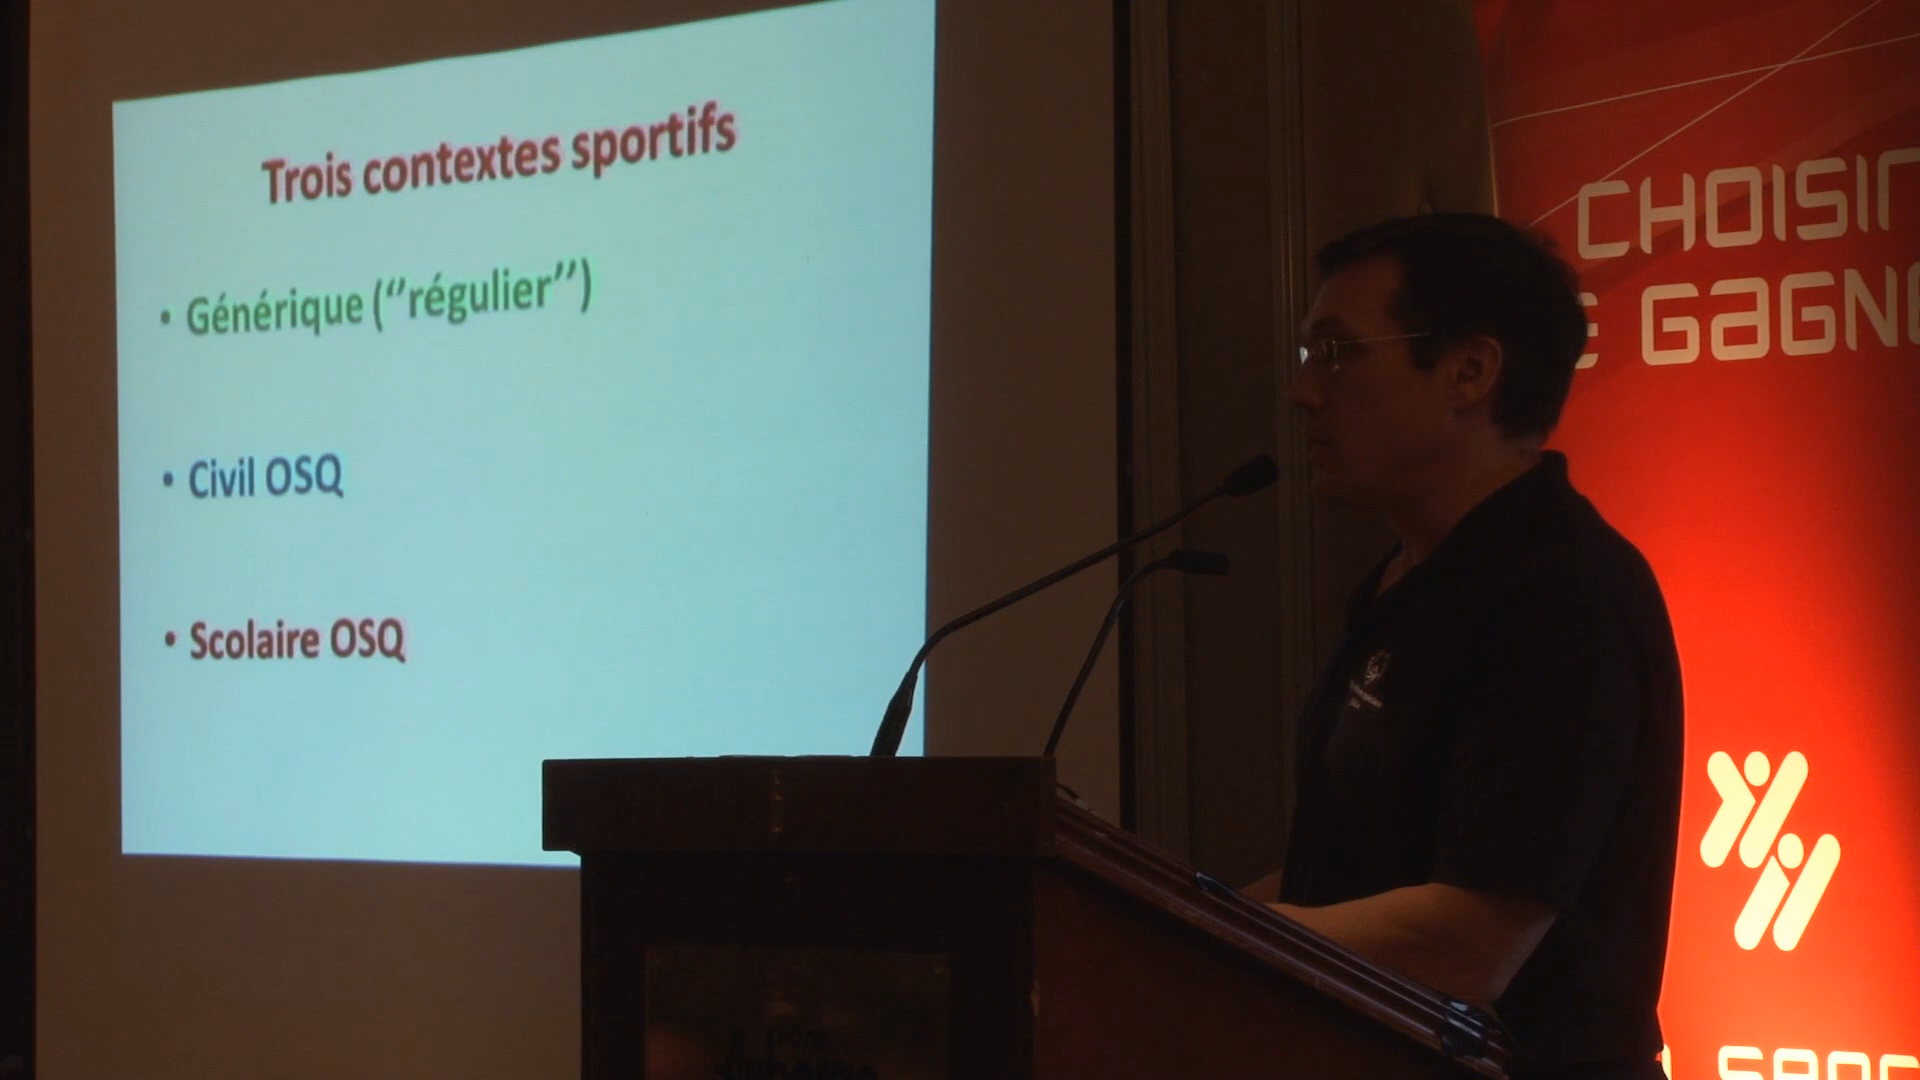 Trois contextes sportifs
• Générique (‘’régulier’’)
• Civil OSQ
• Scolaire OSQ
CHOISIR
E GAGN